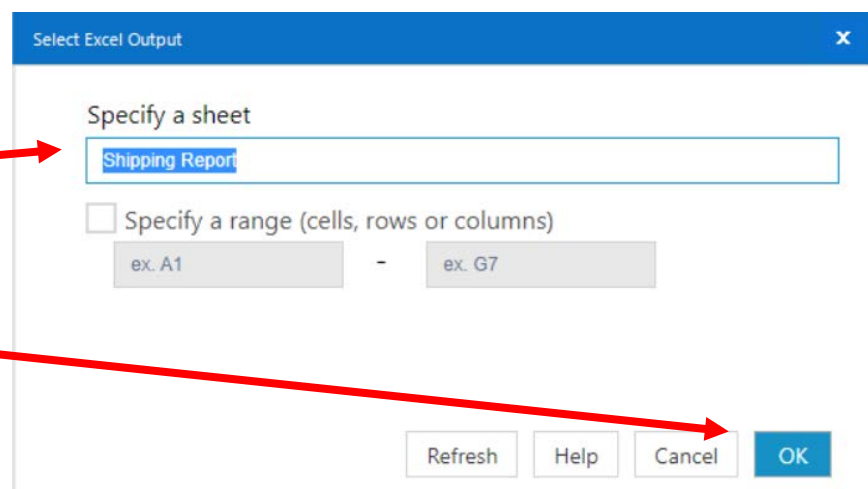 Select Excel Output x
Specify a sheet
Shipping Report
Specify a range (cells, rows or columns)
ex. A1 - ex. G7
Refresh Help Cancel OK